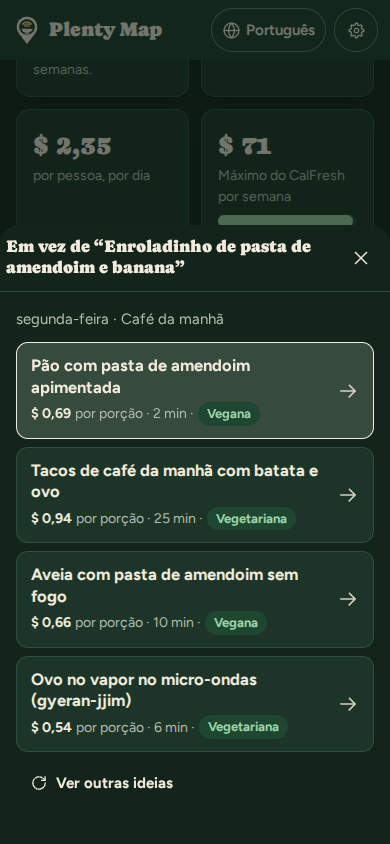 Plenty Map
Português
semanas.
$ 2,35
por pessoa, por dia
$ 71
Máximo do CalFresh
por semana
Em vez de “Enroladinho de pasta de
amendoim e banana”
segunda-feira · Café da manhã
Pão com pasta de amendoim
apimentada
$ 0,69 por porção · 2 min · Vegana
Tacos de café da manhã com batata e
ovo
$ 0,94 por porção · 25 min · Vegetariana
Aveia com pasta de amendoim sem
fogo
$ 0,66 por porção · 10 min · Vegana
Ovo no vapor no micro-ondas
(gyeran-jjim)
$ 0,54 por porção · 6 min · Vegetariana
Ver outras ideias